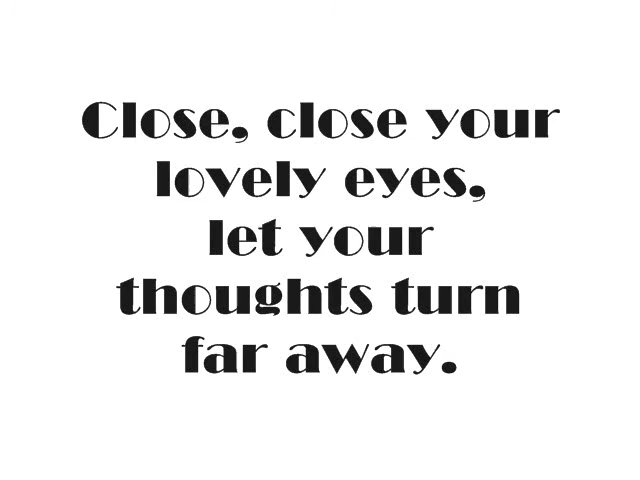 Close, close your
lovely eyes,
let your
thoughts turn
far away.